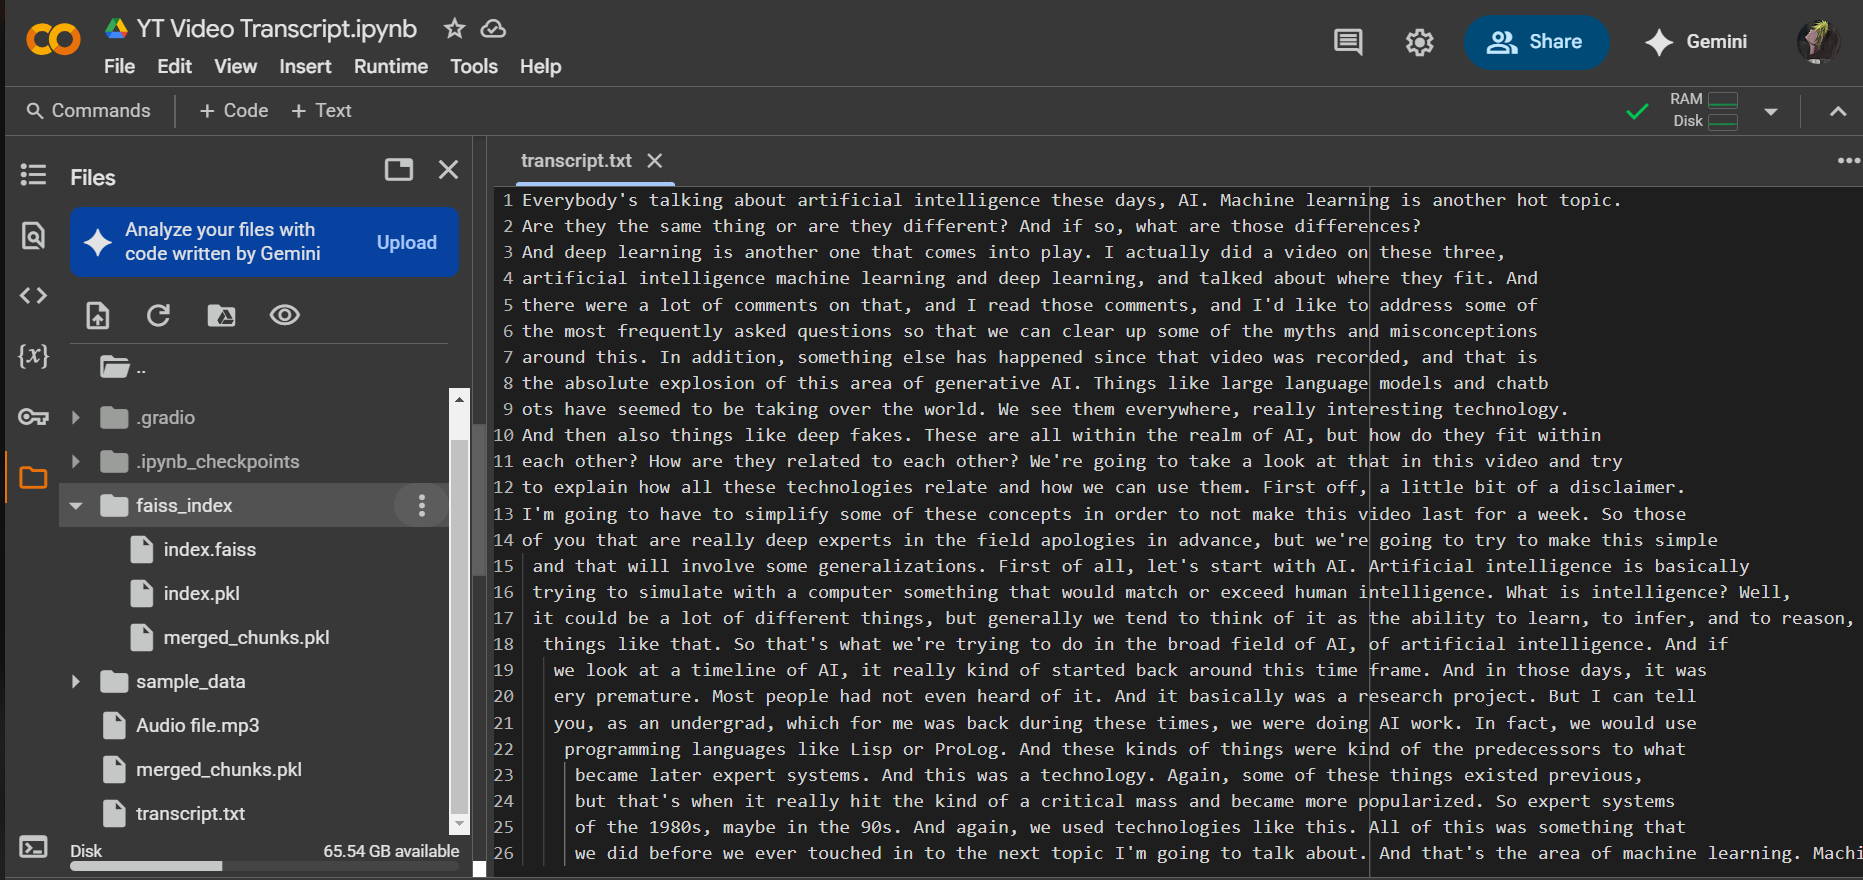 YT Video Transcript.ipynb
File Edit View Insert Runtime Tools Help
Share
Gemini
Commands
+ Code + Text
RAM
Disk
Files
Analyze your files with
code written by Gemini
Upload
{x}
..
.gradio
.ipynb_checkpoints
faiss_index
index.faiss
index.pkl
merged_chunks.pkl
sample_data
Audio file.mp3
merged_chunks.pkl
transcript.txt
Disk 65.54 GB available
transcript.txt
1 Everybody's talking about artificial intelligence these days, AI. Machine learning is another hot topic.
2 Are they the same thing or are they different? And if so, what are those differences?
3 And deep learning is another one that comes into play. I actually did a video on these three,
4 artificial intelligence machine learning and deep learning, and talked about where they fit. And
5 there were a lot of comments on that, and I read those comments, and I'd like to address some of
6 the most frequently asked questions so that we can clear up some of the myths and misconceptions
7 around this. In addition, something else has happened since that video was recorded, and that is
8 the absolute explosion of this area of generative AI. Things like large language models and chatb
9 ots have seemed to be taking over the world. We see them everywhere, really interesting technology.
10 And then also things like deep fakes. These are all within the realm of AI, but how do they fit within
11 each other? How are they related to each other? We're going to take a look at that in this video and try
12 to explain how all these technologies relate and how we can use them. First off, a little bit of a disclaimer.
13 I'm going to have to simplify some of these concepts in order to not make this video last for a week. So those
14 of you that are really deep experts in the field apologies in advance, but we're going to try to make this simple
15 and that will involve some generalizations. First of all, let's start with AI. Artificial intelligence is basically
16 trying to simulate with a computer something that would match or exceed human intelligence. What is intelligence? Well,
17 it could be a lot of different things, but generally we tend to think of it as the ability to learn, to infer, and to reason,
18 things like that. So that's what we're trying to do in the broad field of AI, of artificial intelligence. And if
19 we look at a timeline of AI, it really kind of started back around this time frame. And in those days, it was
20 ery premature. Most people had not even heard of it. And it basically was a research project. But I can tell
21 you, as an undergrad, which for me was back during these times, we were doing AI work. In fact, we would use
22 programming languages like Lisp or ProLog. And these kinds of things were kind of the predecessors to what
23 became later expert systems. And this was a technology. Again, some of these things existed previous,
24 but that's when it really hit the kind of a critical mass and became more popularized. So expert systems
25 of the 1980s, maybe in the 90s. And again, we used technologies like this. All of this was something that
26 we did before we ever touched in to the next topic I'm going to talk about. And that's the area of machine learning. Machi